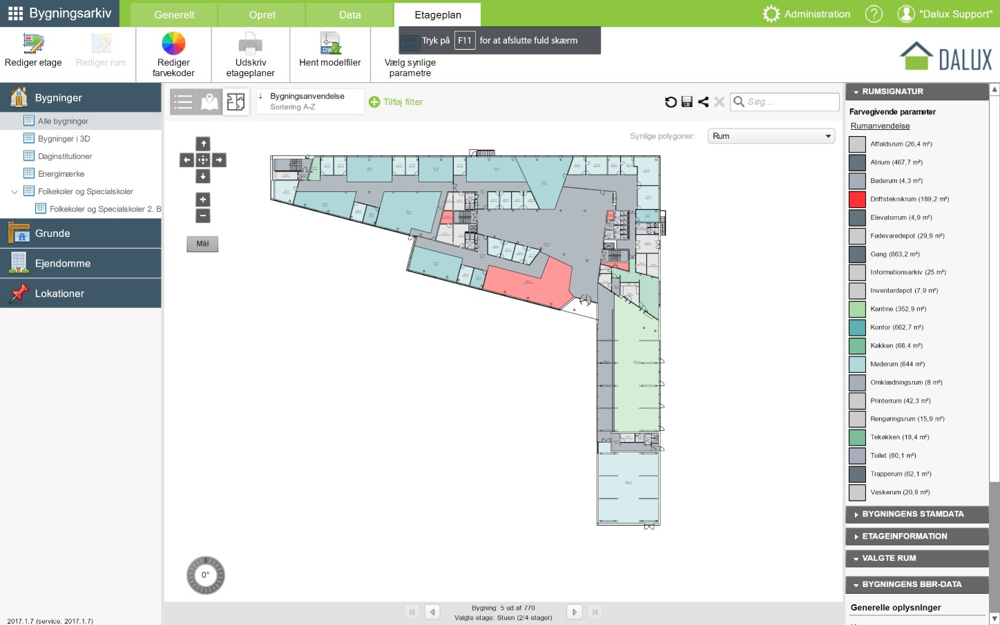 Bygningsarkiv
Generelt
Opret
Data
Etageplan
Administration
?
"Dalux Support"
Tryk på F11 for at afslutte fuld skærm
Rediger etage
Rediger rum
Rediger
farvekoder
Udskriv
etageplaner
Hent modelfiler
Vælg synlige
parametre
DALUX
Bygninger
Alle bygninger
Bygninger i 3D
Daginstitutioner
Energimærke
Folkekoler og Specialskoler
Folkekoler og Specialskoler 2. B
Grunde
Ejendomme
Lokationer
Bygningsanvendelse
Sortering A-Z
Tilføj filter
Søg...
Synlige polygoner:
Rum
Mål
0°
RUMSIGNATUR
Farvegivende parameter
Rumanvendelse
Affaldsrum (26,4 m²)
Atrium (467,7 m²)
Baderum (4,3 m²)
Driftsteknikrum (189,2 m²)
Elevatorrum (4,9 m²)
Fødevaredepot (29,9 m²)
Gang (663,2 m²)
Informationsarkiv (25 m²)
Inventardepot (7,9 m²)
Kantine (352,9 m²)
Kontor (662,7 m²)
Køkken (68,4 m²)
Møderum (644 m²)
Omklædningsrum (8 m²)
Printerrum (42,3 m²)
Rengøringsrum (15,9 m²)
Tekøkken (18,4 m²)
Toilet (60,1 m²)
Trapperum (62,1 m²)
Vaskerum (20,9 m²)
BYGNINGENS STAMDATA
ETAGEINFORMATION
VALGTE RUM
BYGNINGENS BBR-DATA
Generelle oplysninger
Bygning: 5 ud af 770
Valgte etage: Stuen (2/4 etager)
2017.1.7 (service: 2017.1.7)